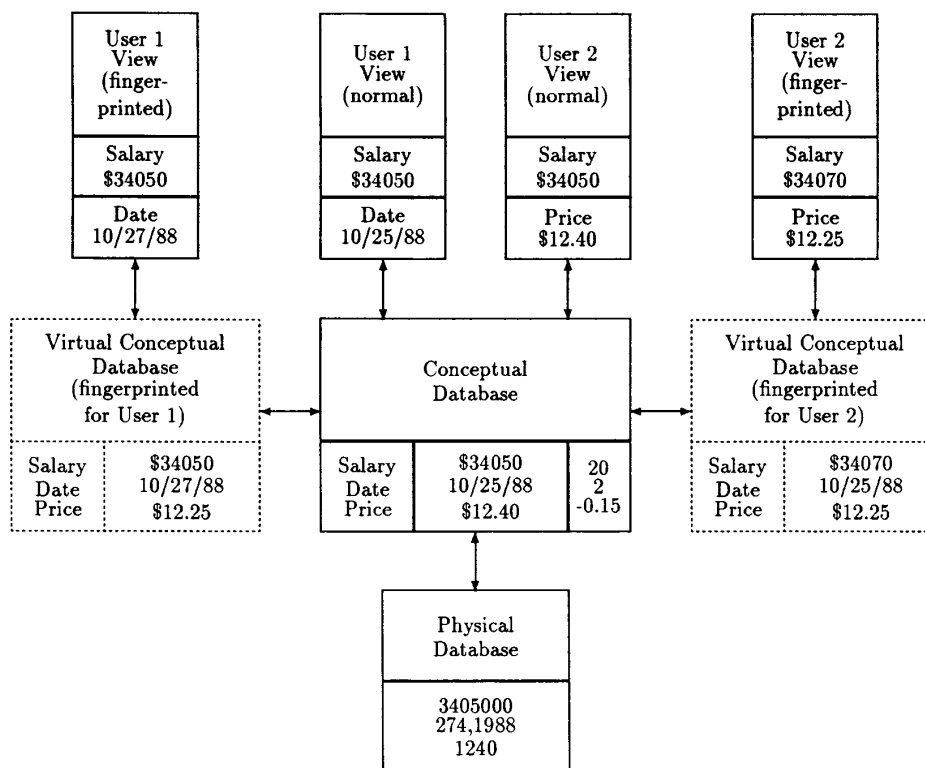 User 1
View
(finger-
printed)
Salary
$34050
Date
10/27/88
User 1
View
(normal)
Salary
$34050
Date
10/25/88
User 2
View
(normal)
Salary
$34050
Price
$12.40
User 2
View
(finger-
printed)
Salary
$34070
Price
$12.25
Virtual Conceptual
Database
(fingerprinted
for User 1)
Salary $34050
Date 10/27/88
Price $12.25
Conceptual
Database
Salary $34050 20
Date 10/25/88 2
Price $12.40 -0.15
Virtual Conceptual
Database
(fingerprinted
for User 2)
Salary $34070
Date 10/25/88
Price $12.25
Physical
Database
3405000
274,1988
1240